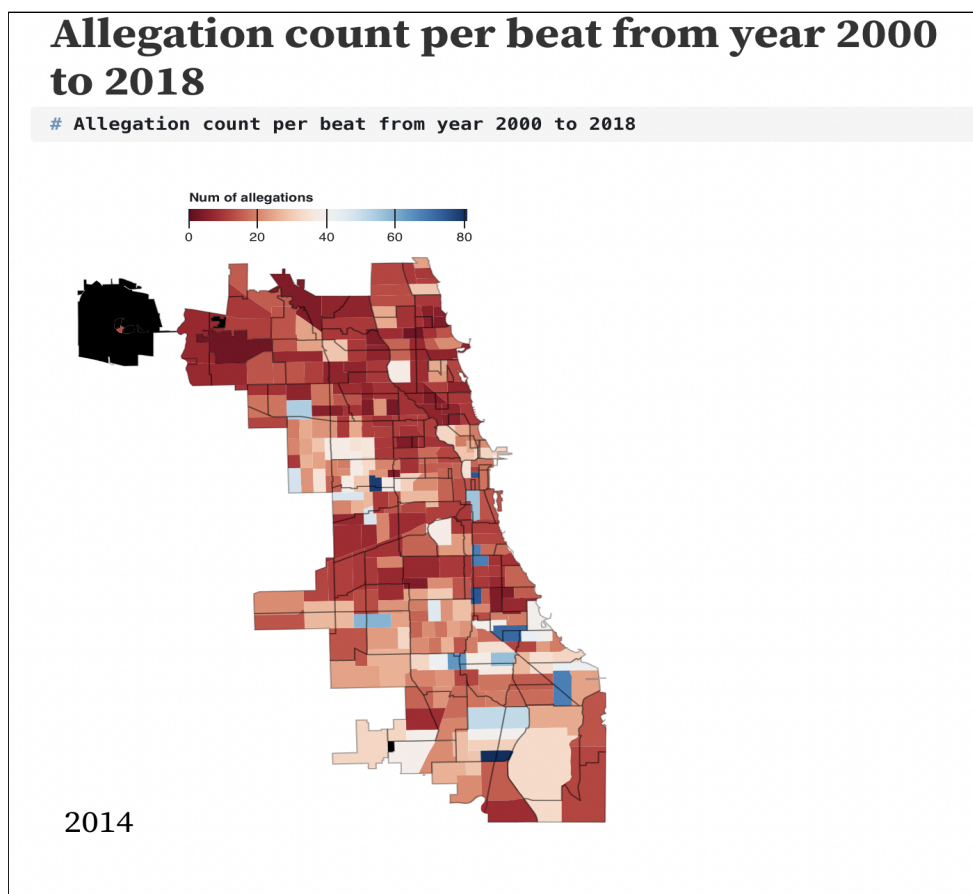 Allegation count per beat from year 2000
to 2018
# Allegation count per beat from year 2000 to 2018
Num of allegations
0 20 40 60 80
2014